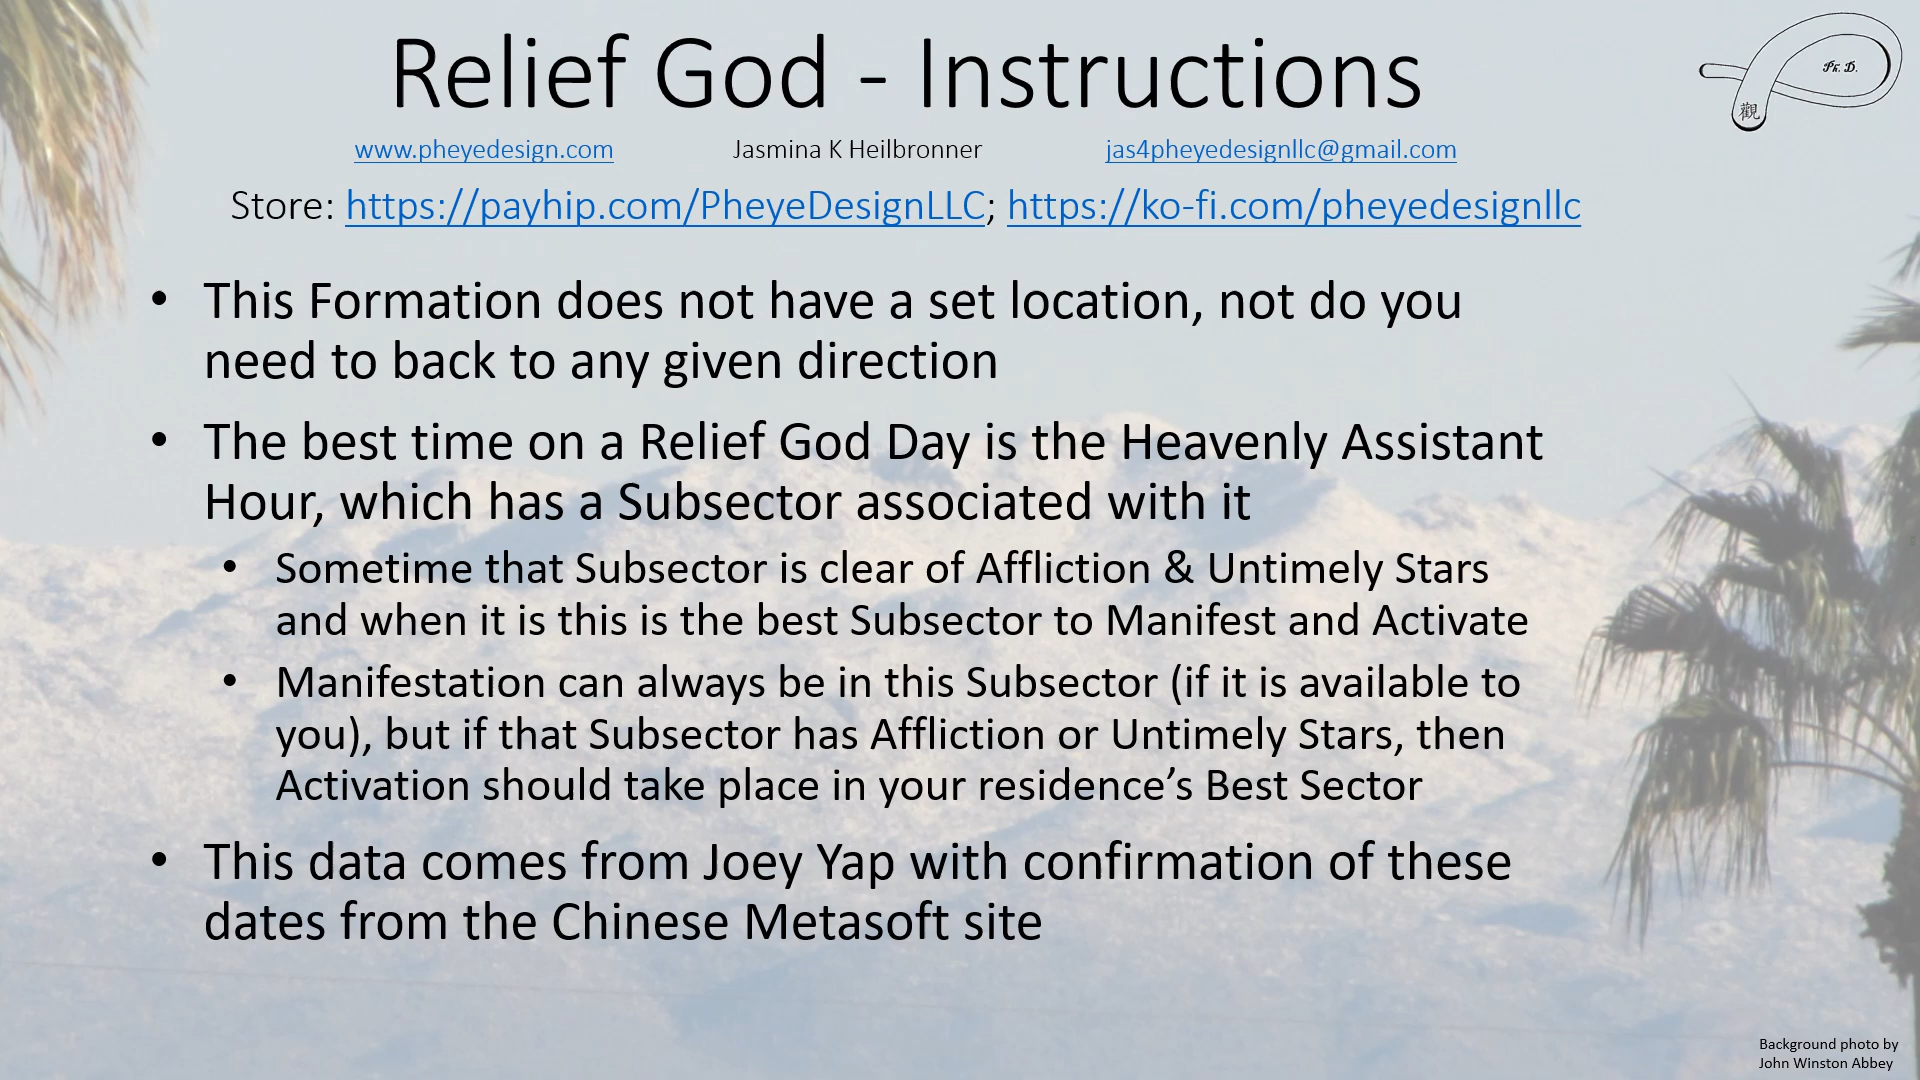 Relief God - Instructions
Ph. D.
觀
www.pheyedesign.com Jasmina K Heilbronner jas4pheyedesignllc@gmail.com
Store: https://payhip.com/PheyeDesignLLC; https://ko-fi.com/pheyedesignllc
• This Formation does not have a set location, not do you
need to back to any given direction
• The best time on a Relief God Day is the Heavenly Assistant
Hour, which has a Subsector associated with it
• Sometime that Subsector is clear of Affliction & Untimely Stars
and when it is this is the best Subsector to Manifest and Activate
• Manifestation can always be in this Subsector (if it is available to
you), but if that Subsector has Affliction or Untimely Stars, then
Activation should take place in your residence’s Best Sector
• This data comes from Joey Yap with confirmation of these
dates from the Chinese Metasoft site
Background photo by
John Winston Abbey